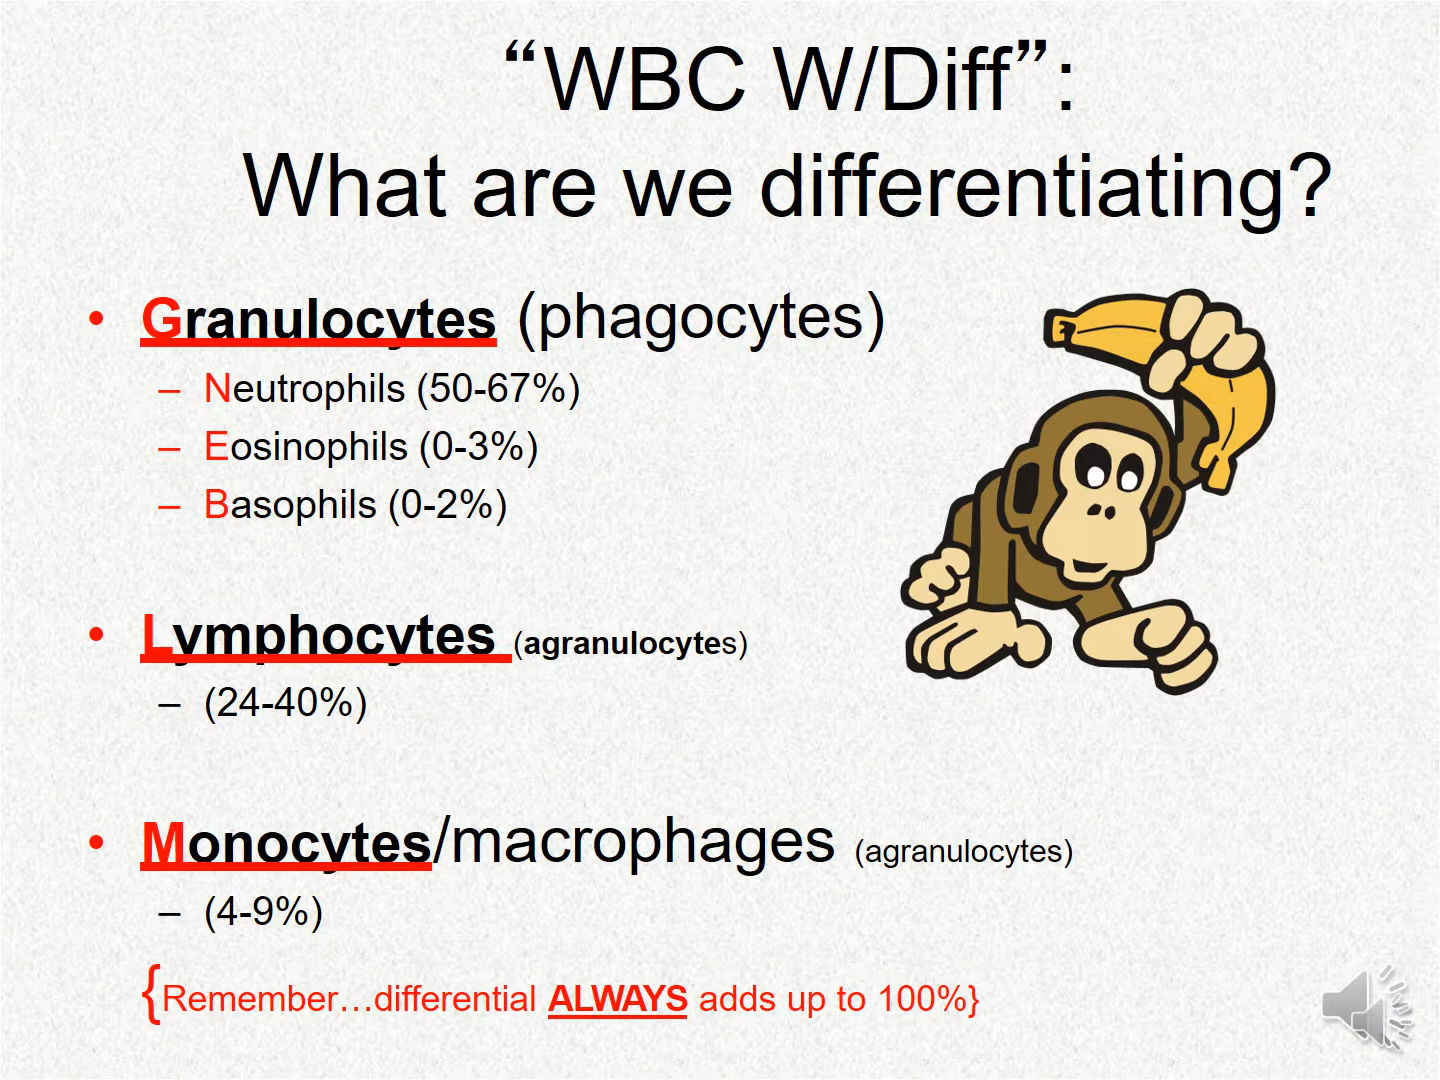 “WBC W/Diff”:
What are we differentiating?
• Granulocytes (phagocytes)
– Neutrophils (50-67%)
– Eosinophils (0-3%)
– Basophils (0-2%)
• Lymphocytes (agranulocytes)
– (24-40%)
• Monocytes/macrophages (agranulocytes)
– (4-9%)
{Remember…differential ALWAYS adds up to 100%}